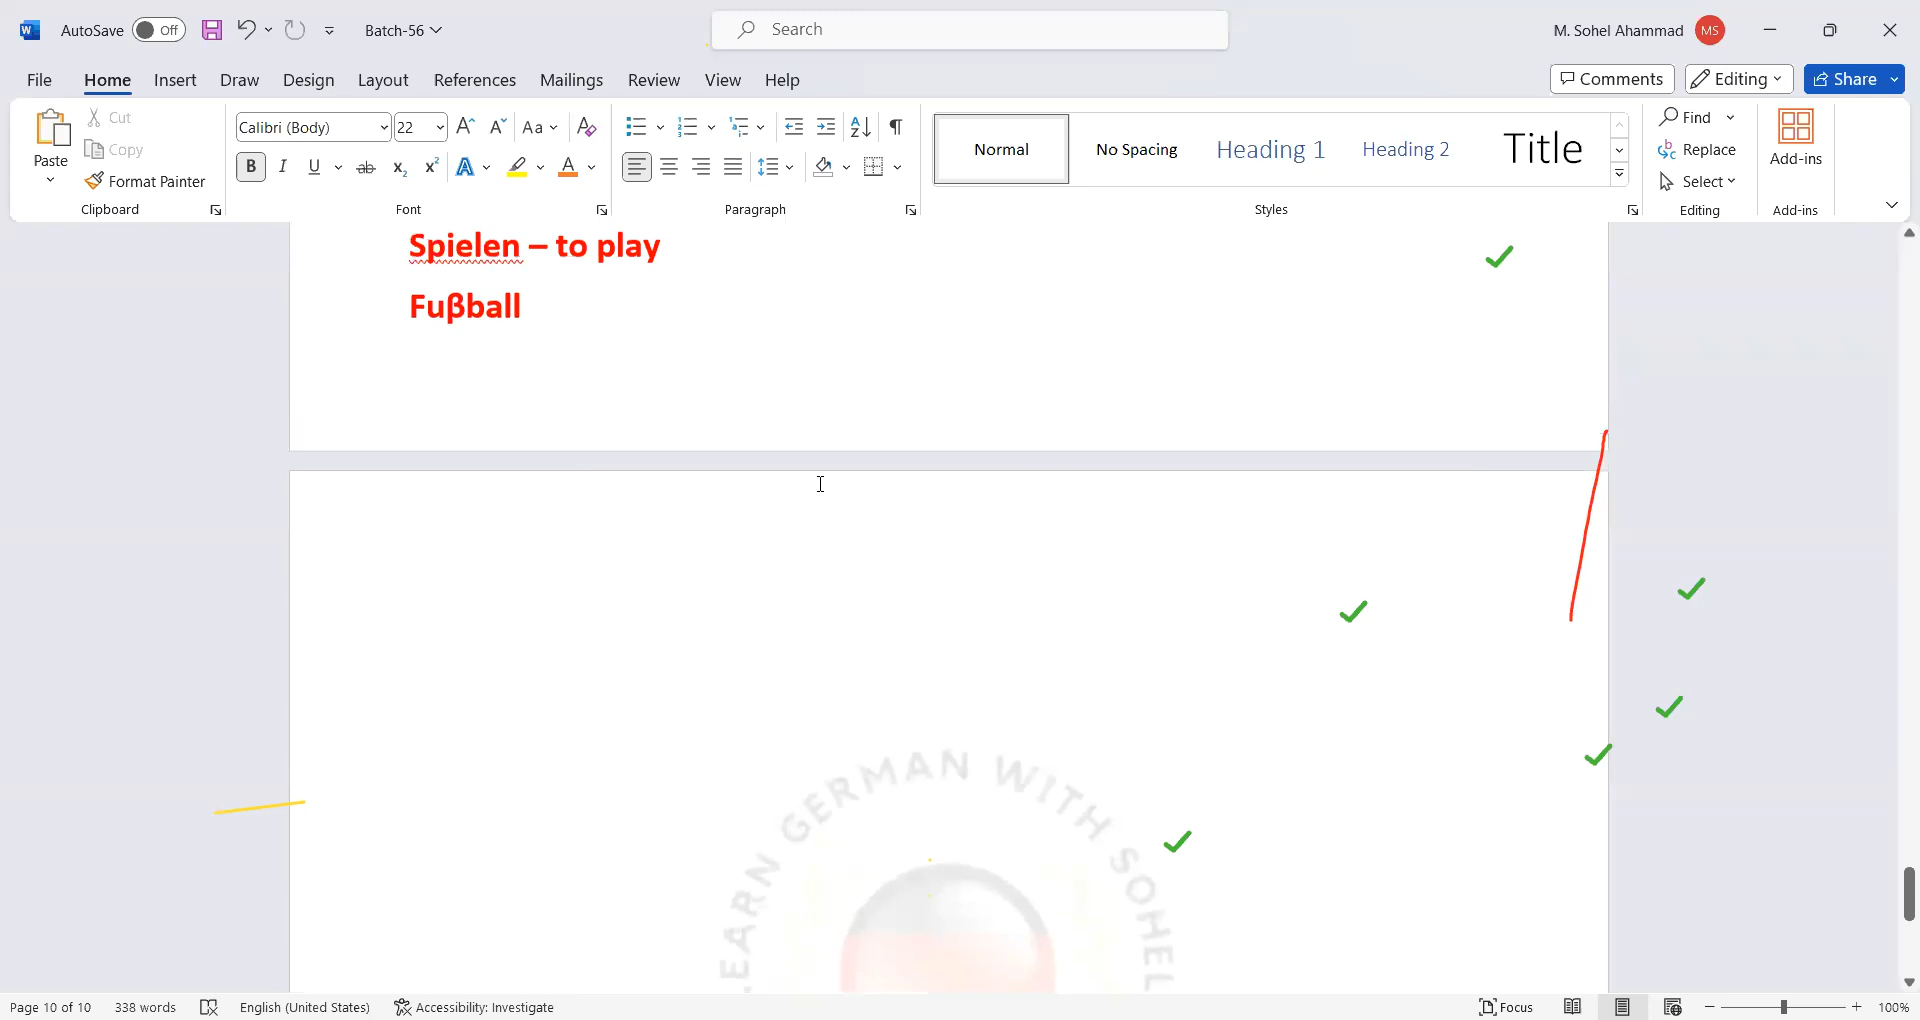 AutoSave Off Batch-56 Search M. Sohel Ahammad MS
File Home Insert Draw Design Layout References Mailings Review View Help Comments Editing Share
Paste Cut Calibri (Body) 22 Aa Normal No Spacing Heading 1 Heading 2 Title Find Add-ins
Copy Replace
Format Painter B I U ab Select
Clipboard Font Paragraph Styles Editing Add-ins
Spielen – to play
Fuβball
LEARN GERMAN WITH SOHEL
Page 10 of 10 338 words English (United States) Accessibility: Investigate Focus 100%